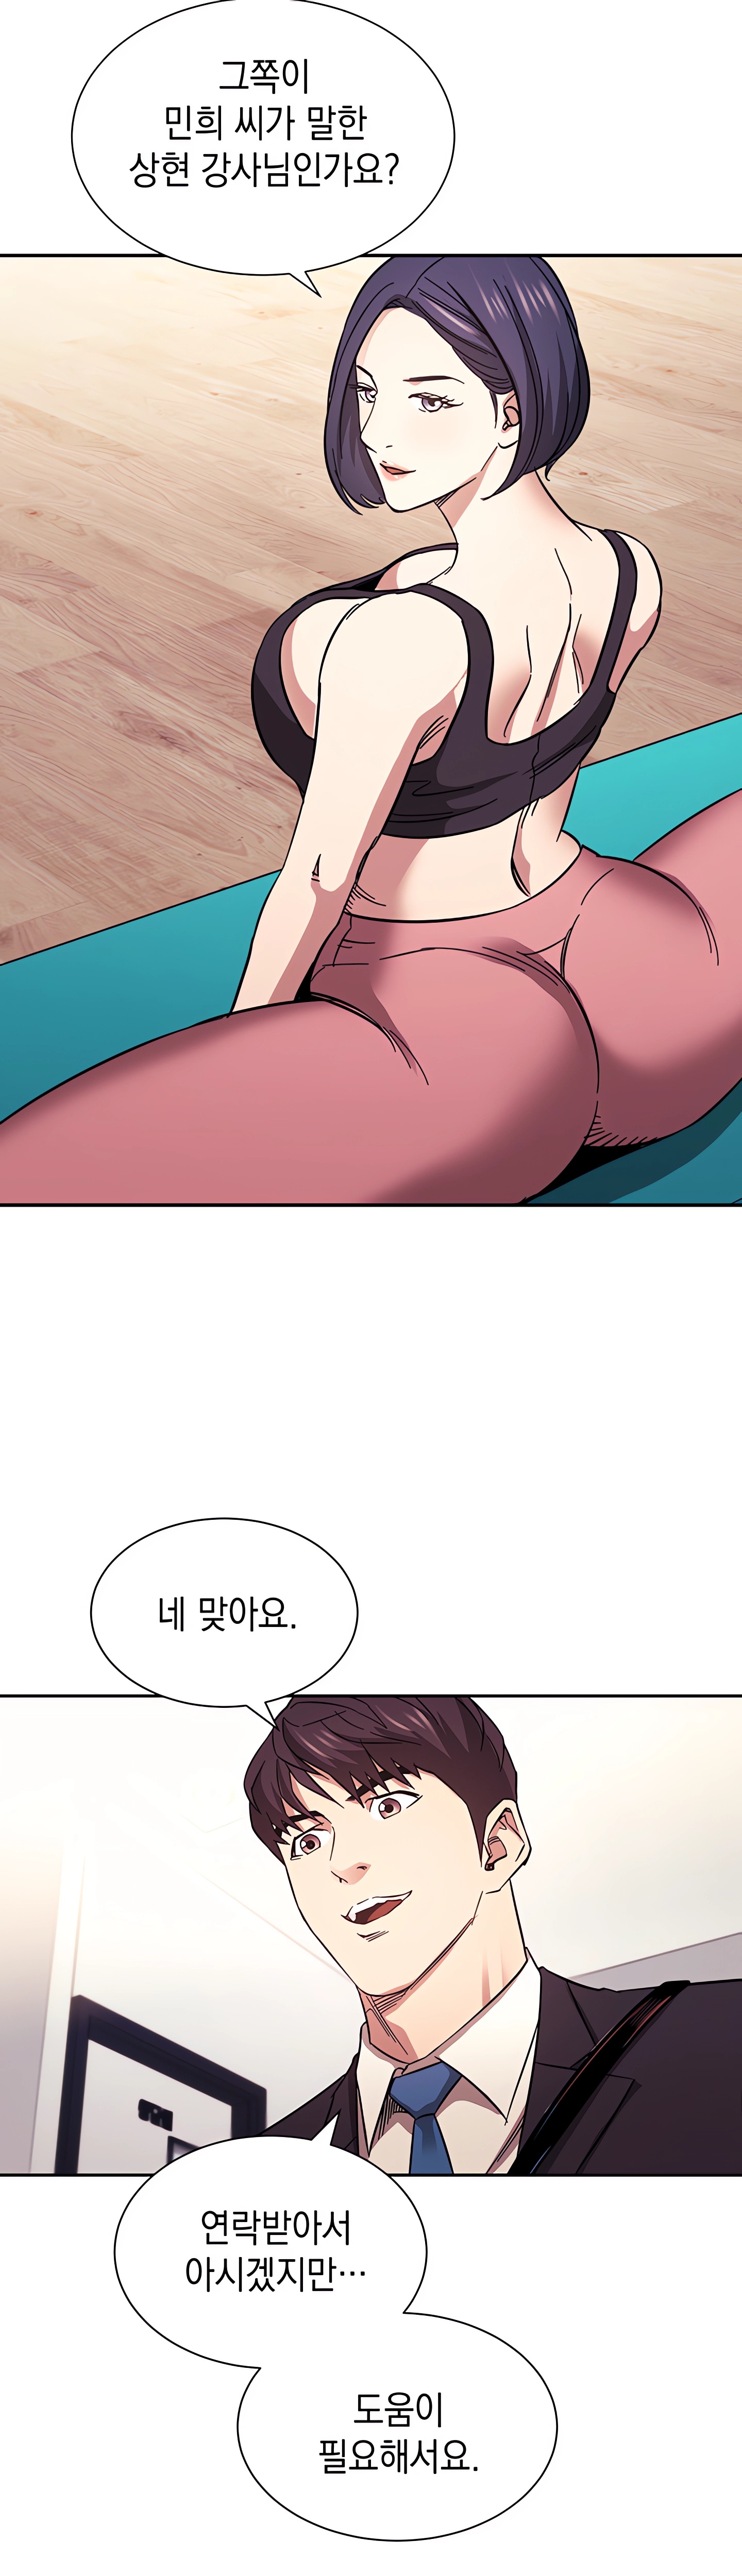 그쪽이
민희 씨가 말한
상현 강사님인가요?
네 맞아요.
연락받아서
아시겠지만…
도움이
필요해서요.